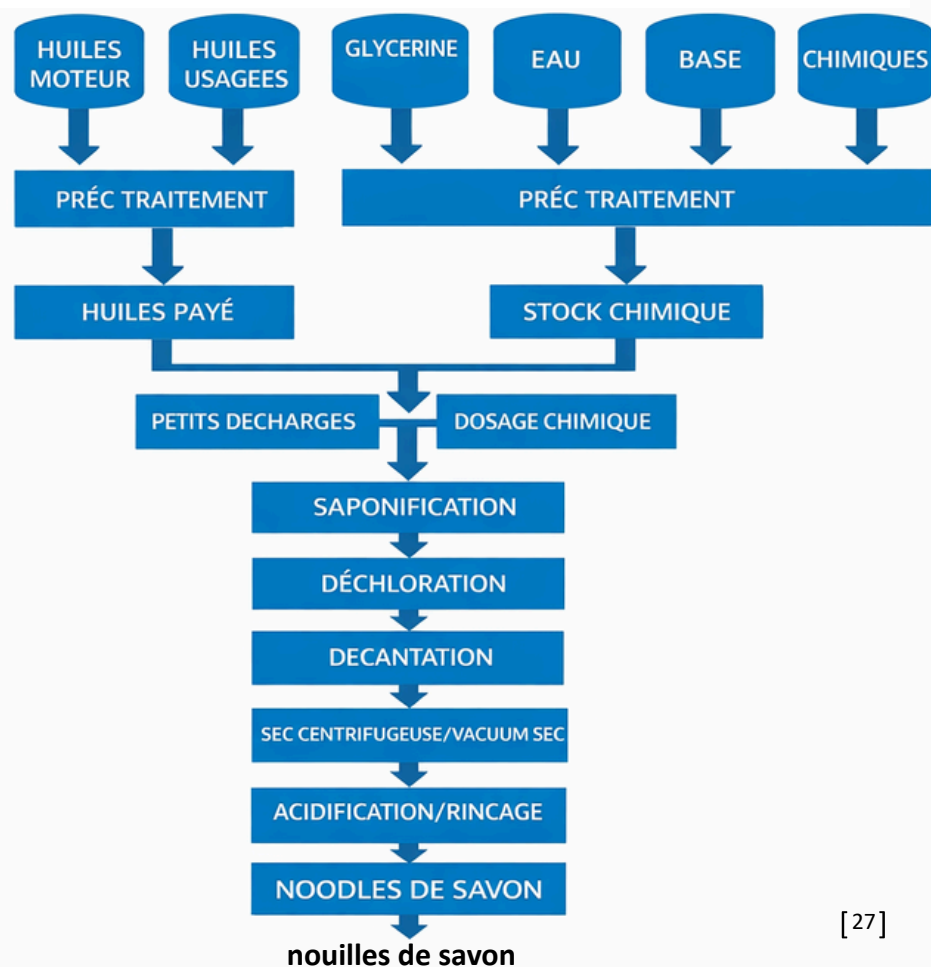 HUILES
MOTEUR
HUILES
USAGEES
GLYCERINE
EAU
BASE
CHIMIQUES
PRÉC TRAITEMENT
PRÉC TRAITEMENT
HUILES PAYÉ
STOCK CHIMIQUE
PETITS DECHARGES
DOSAGE CHIMIQUE
SAPONIFICATION
DÉCHLORATION
DECANTATION
SEC CENTRIFUGEUSE/VACUUM SEC
ACIDIFICATION/RINCAGE
NOODLES DE SAVON
[27]
nouilles de savon